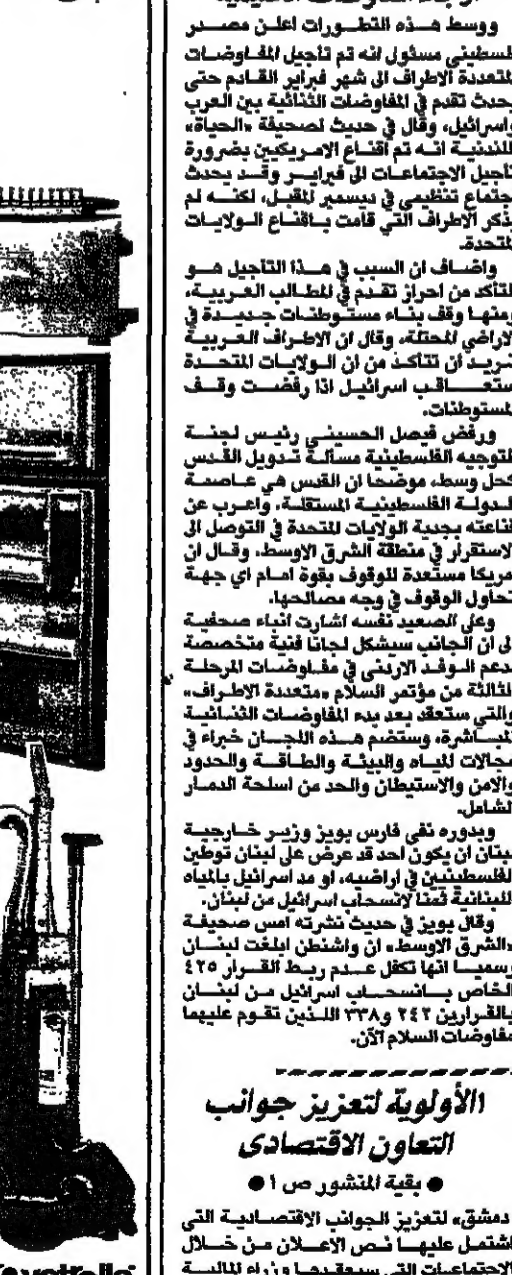 ووسط هذه التطورات اعلن مصدر
فلسطيني مسئول انه تم تأجيل المفاوضات
المتعددة الاطراف الى شهر فبراير القادم حتى
يحدث تقدم في المفاوضات الثنائية بين العرب
واسرائيل، وقال في حديث لصحيفة «الحياة»
اللندنية انه تم اقناع الامريكيين بضرورة
تأجيل الاجتماعات الى فبراير وقد يحدث
اجتماع تنظيمي في ديسمبر المقبل، لكنه لم
يذكر الاطراف التي قامت باقناع الولايات
المتحدة.
واضاف ان السبب في هذا التأجيل هو
التأكد من احراز تقدم في المطالب العربية،
ومنها وقف بناء مستوطنات جديدة في
الاراضي المحتلة، وقال ان الاطراف العربية
تريد ان تتأكد من ان الولايات المتحدة
ستعاقب اسرائيل اذا رفضت وقف
المستوطنات.
ورفض فيصل الحسيني رئيس لجنة
التوجيه الفلسطينية مسألة تدويل القدس
كحل وسط، موضحا ان القدس هي عاصمة
الدولة الفلسطينية المستقلة، واعرب عن
قناعته بجدية الولايات المتحدة في التوصل الى
الاستقرار في منطقة الشرق الاوسط. وقال ان
امريكا مستعدة للوقوف بقوة امام اي جهة
تحاول الوقوف في وجه مصالحها.
وعلى الصعيد نفسه اشارت انباء صحفية
الى ان الجانب سيشكل لجانا فنية متخصصة
لدعم الوفد الاردني في مفاوضات المرحلة
الثالثة من مؤتمر السلام «متعددة الاطراف»
والتي ستعقد بعد بدء المفاوضات الثنائية
المباشرة، وستضم هذه اللجان خبراء في
مجالات المياه والبيئة والطاقة والحدود
والامن والاستيطان والحد من اسلحة الدمار
الشامل.
وبدوره نفى فارس بويز وزير خارجية
لبنان ان يكون احد قد عرض على لبنان توطين
الفلسطينيين في اراضيه، او مد اسرائيل بالمياه
اللبنانية ثمنا لانسحاب اسرائيل من لبنان.
وقال بويز في حديث نشرته امس صحيفة
«الشرق الاوسط» ان واشنطن ابلغت لبنان
رسميا انها تكفل عدم ربط القرار ٤٢٥
الخاص بانسحاب اسرائيل من لبنان
بالقرارين ٢٤٢ و٣٣٨ اللذين تقوم عليهما
مفاوضات السلام الآن.
الأولوية لتعزيز جوانب
التعاون الاقتصادى
● بقية المنشور ص ١ ●
دمشق» لتعزيز الجوانب الاقتصادية التي
اشتمل عليها نص الاعلان من خلال
الاجتماعات التي سيعقدها وزراء المالية